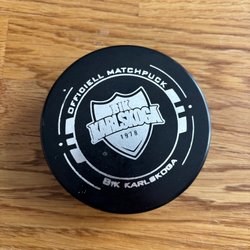 OFFICIELL MATCHPUCK
BIK
KARLSKOGA
1978
BIK KARLSKOGA